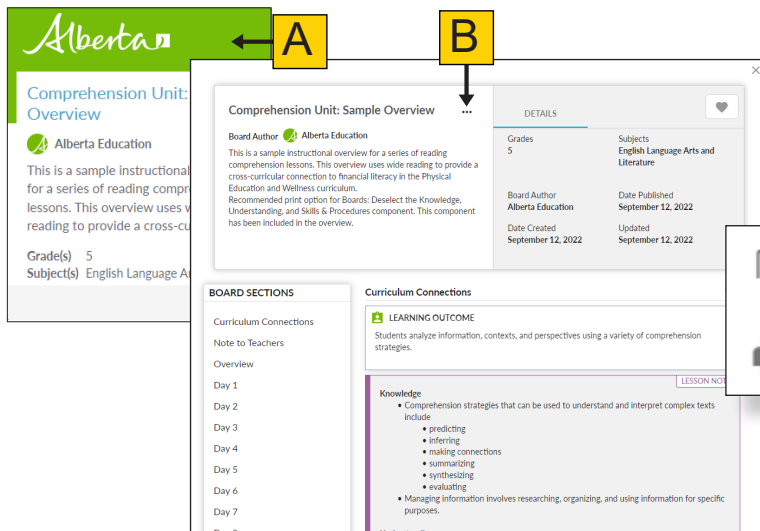 Alberta
A
B
Comprehension Unit:
Overview
Alberta Education
This is a sample instructional
for a series of reading compr
lessons. This overview uses w
reading to provide a cross-cu
Grade(s) 5
Subject(s) English Language Ar
Comprehension Unit: Sample Overview ...
Board Author Alberta Education
This is a sample instructional overview for a series of reading
comprehension lessons. This overview uses wide reading to provide a
cross-curricular connection to financial literacy in the Physical
Education and Wellness curriculum.
Recommended print option for Boards: Deselect the Knowledge,
Understanding, and Skills & Procedures component. This component
has been included in the overview.
DETAILS
Grades
5
Subjects
English Language Arts and
Literature
Board Author
Alberta Education
Date Published
September 12, 2022
Date Created
September 12, 2022
Updated
September 12, 2022
BOARD SECTIONS
Curriculum Connections
Note to Teachers
Overview
Day 1
Day 2
Day 3
Day 4
Day 5
Day 6
Day 7
Curriculum Connections
LEARNING OUTCOME
Students analyze information, contexts, and perspectives using a variety of comprehension
strategies.
LESSON NOT
Knowledge
• Comprehension strategies that can be used to understand and interpret complex texts
include
• predicting
• inferring
• making connections
• summarizing
• synthesizing
• evaluating
• Managing information involves researching, organizing, and using information for specific
purposes.